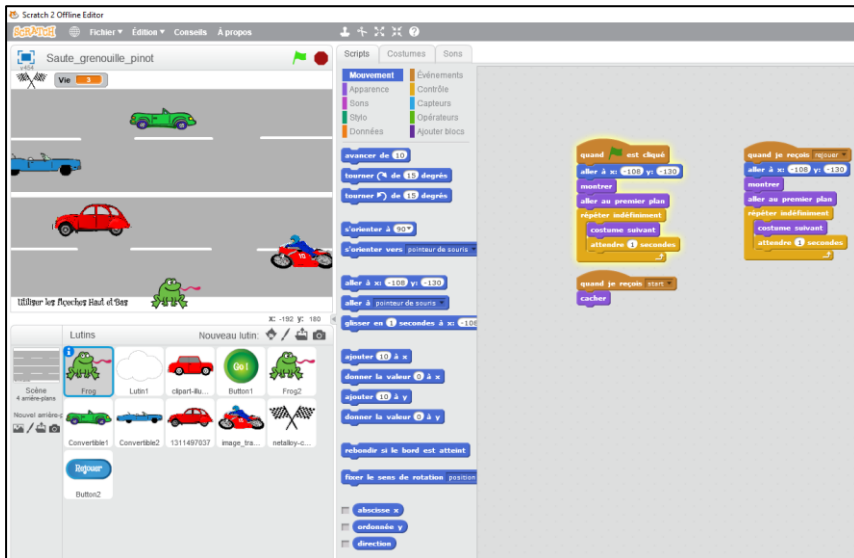 Scratch 2 Offline Editor
SCRATCH Fichier Édition Conseils À propos
Saute_grenouille_pinot
Vie 3
10
Utiliser les flçeches Haut et Bas
x: -192 y: 180
Lutins Nouveau lutin:
Scène
4 arrière-plans
Nouvel arrière-p
Frog
Lutin1
clipart-illu...
Go!
Button1
Frog2
Convertible1
Convertible2
1311497037
image_tra...
netalloy-c...
Rejouer
Button2
Scripts Costumes Sons
Mouvement Événements
Apparence Contrôle
Sons Capteurs
Stylo Opérateurs
Données Ajouter blocs
avancer de 10
tourner de 15 degrés
tourner de 15 degrés
s'orienter à 90
s'orienter vers pointeur de souris
aller à x: -108 y: -130
aller à pointeur de souris
glisser en 1 secondes à x: -108
ajouter 10 à x
donner la valeur 0 à x
ajouter 10 à y
donner la valeur 0 à y
rebondir si le bord est atteint
fixer le sens de rotation position
abscisse x
ordonnée y
direction
quand est cliqué
aller à x: -108 y: -130
montrer
aller au premier plan
répéter indéfiniment
costume suivant
attendre 1 secondes
quand je reçois start
cacher
quand je reçois rejouer
aller à x: -108 y: -130
montrer
aller au premier plan
répéter indéfiniment
costume suivant
attendre 1 secondes